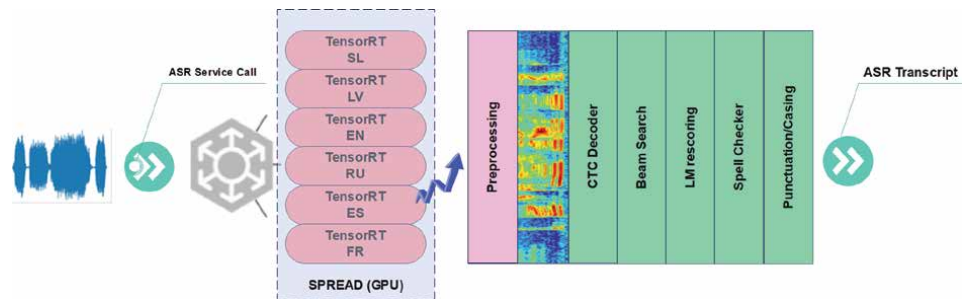 ASR Service Call
TensorRT
SL
TensorRT
LV
TensorRT
EN
TensorRT
RU
TensorRT
ES
TensorRT
FR
SPREAD (GPU)
Preprocessing
CTC Decoder
Beam Search
LM rescoring
Spell Checker
Punctuation/Casing
ASR Transcript